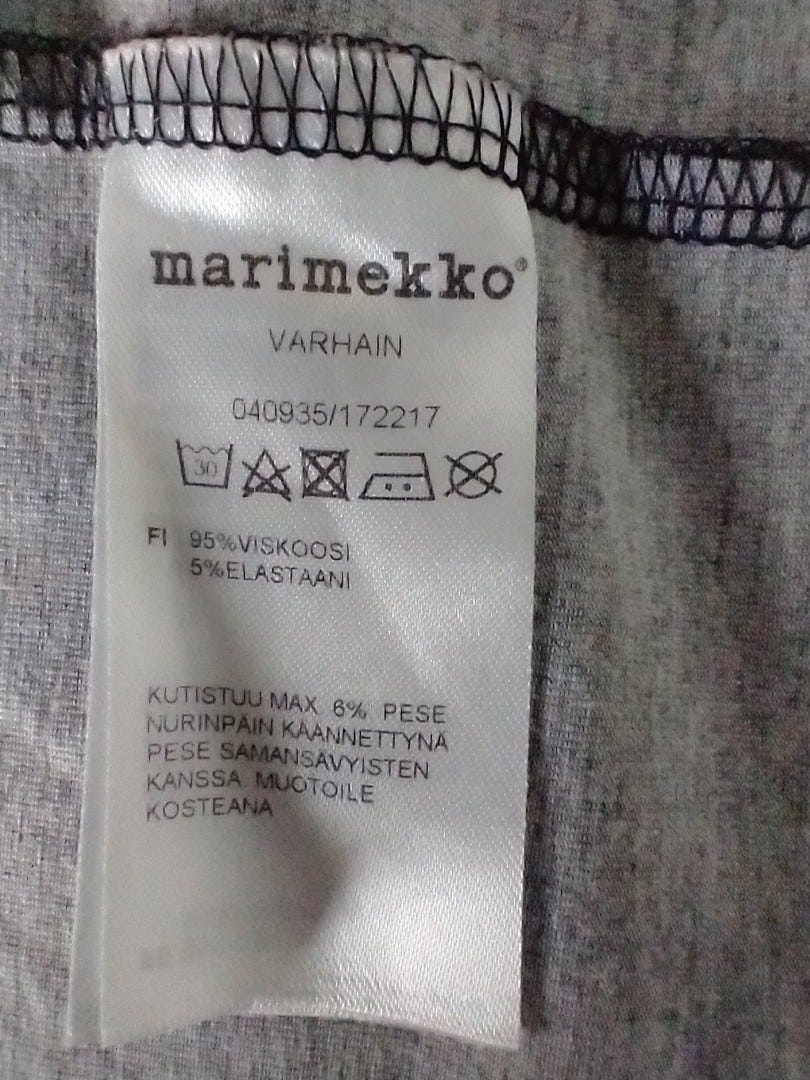 marimekko®
VARHAIN
040935/172217
30
FI 95%VISKOOSI
5%ELASTAANI
KUTISTUU MAX 6% PESE
NURINPÄIN KÄÄNNETTYNÄ
PESE SAMANSÄVYISTEN
KANSSA. MUOTOILE
KOSTEANA